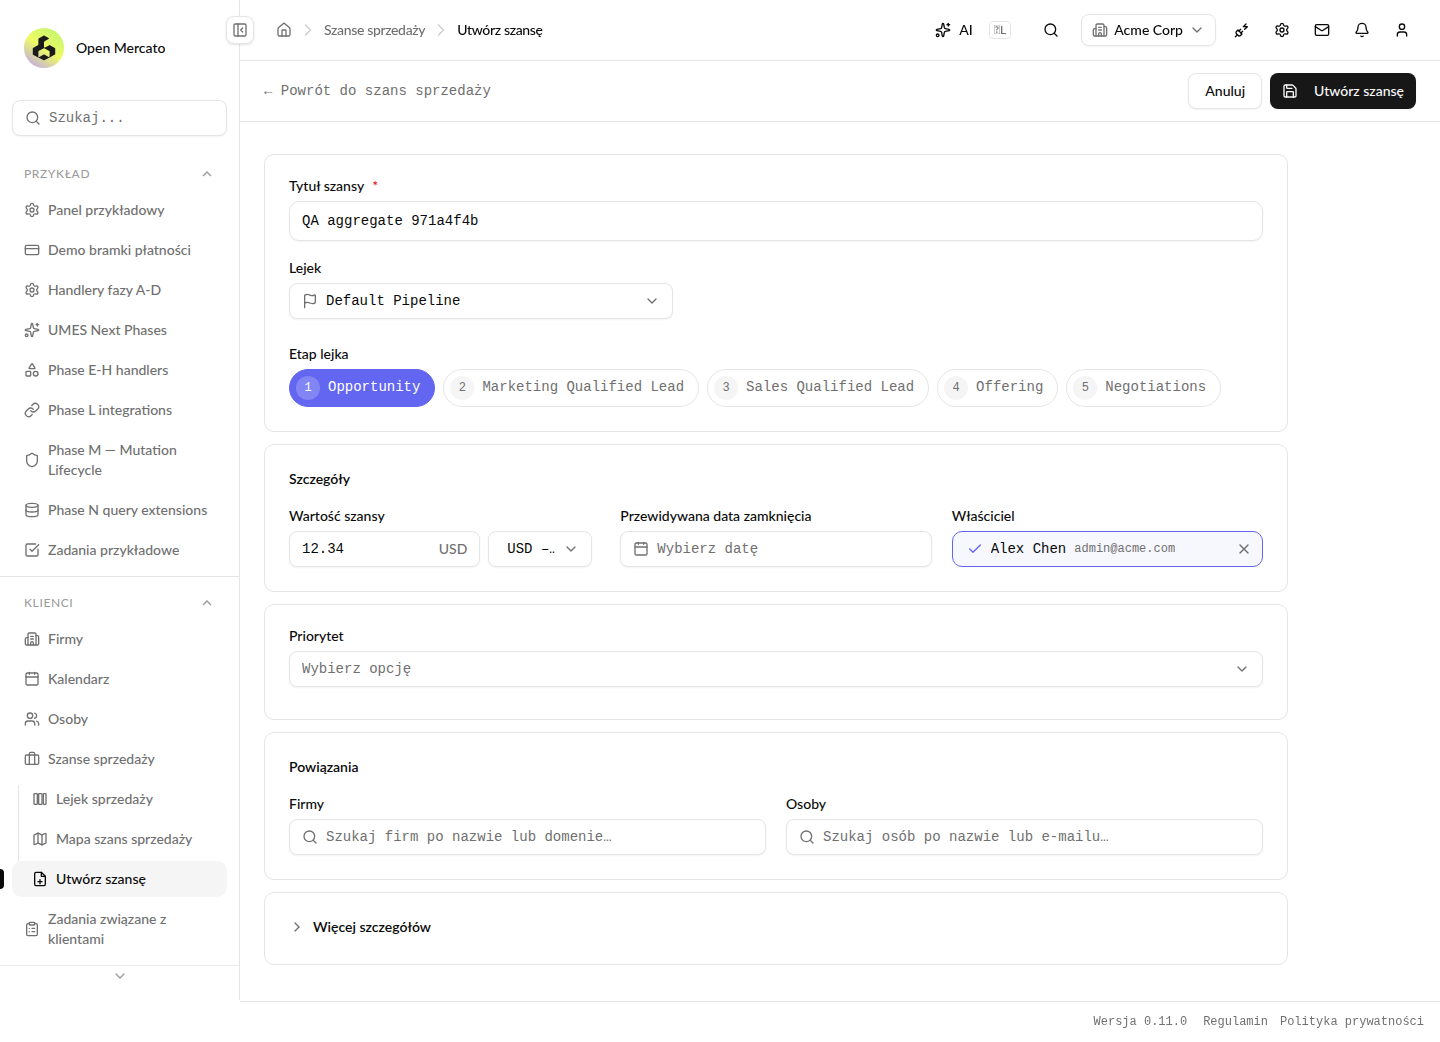 Open Mercato
Szanse sprzedaży
Utwórz szansę
AI
L
Acme Corp
← Powrót do szans sprzedaży
Anuluj
Utwórz szansę
Szukaj...
PRZYKŁAD
Panel przykładowy
Demo bramki płatności
Handlery fazy A-D
UMES Next Phases
Phase E-H handlers
Phase L integrations
Phase M — Mutation
Lifecycle
Phase N query extensions
Zadania przykładowe
KLIENCI
Firmy
Kalendarz
Osoby
Szanse sprzedaży
Lejek sprzedaży
Mapa szans sprzedaży
Utwórz szansę
Zadania związane z
klientami
Tytuł szansy *
QA aggregate 971a4f4b
Lejek
Default Pipeline
Etap lejka
1 Opportunity
2 Marketing Qualified Lead
3 Sales Qualified Lead
4 Offering
5 Negotiations
Szczegóły
Wartość szansy
12.34 USD
USD –..
Przewidywana data zamknięcia
Wybierz datę
Właściciel
Alex Chen admin@acme.com
Priorytet
Wybierz opcję
Powiązania
Firmy
Szukaj firm po nazwie lub domenie…
Osoby
Szukaj osób po nazwie lub e-mailu…
Więcej szczegółów
Wersja 0.11.0 Regulamin Polityka prywatności